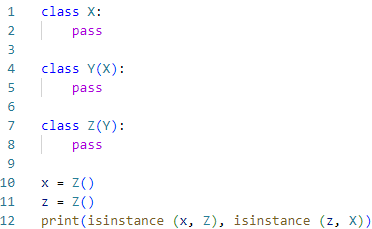 1 class X:
2     pass
3
4 class Y(X):
5     pass
6
7 class Z(Y):
8     pass
9
10 x = Z()
11 z = Z()
12 print(isinstance (x, Z), isinstance (z, X))